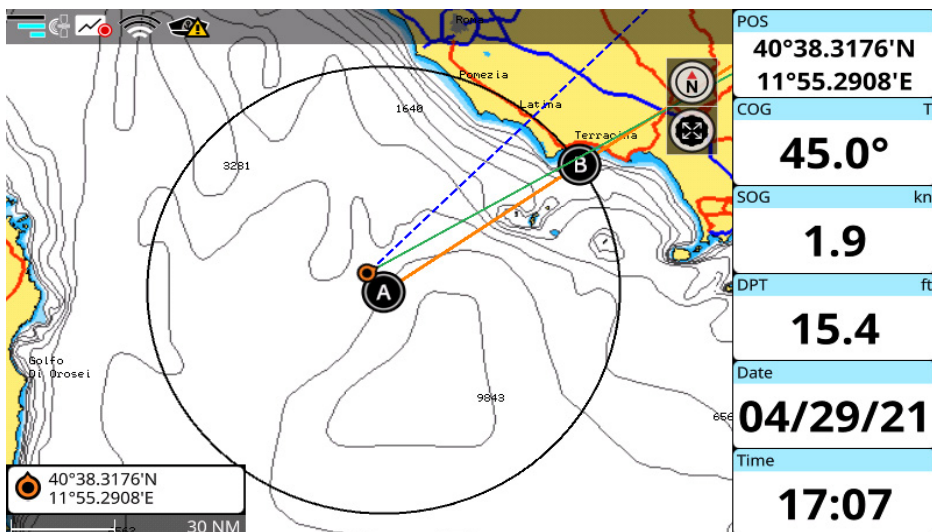 Roma
Pomezia
1640
Latina
N
Terracina
3281
B
A
Golfo
Di Orosei
9843
656
40°38.3176'N
11°55.2908'E
30 NM
POS
40°38.3176'N
11°55.2908'E
COG T
45.0°
SOG kn
1.9
DPT ft
15.4
Date
04/29/21
Time
17:07